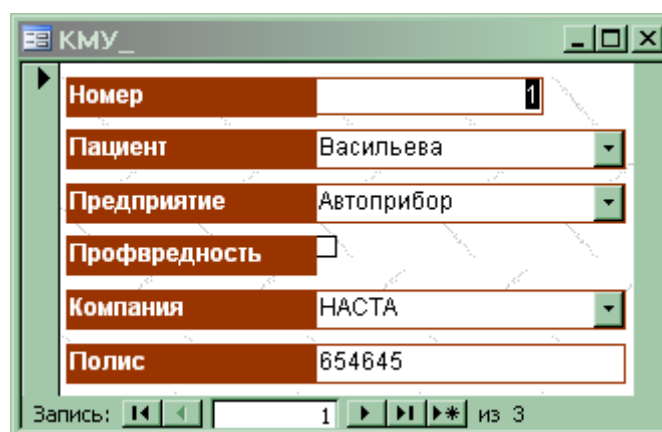 КМУ_
Номер 1
Пациент Васильева
Предприятие Автоприбор
Профвредность
Компания НАСТА
Полис 654645
Запись: 1 из 3